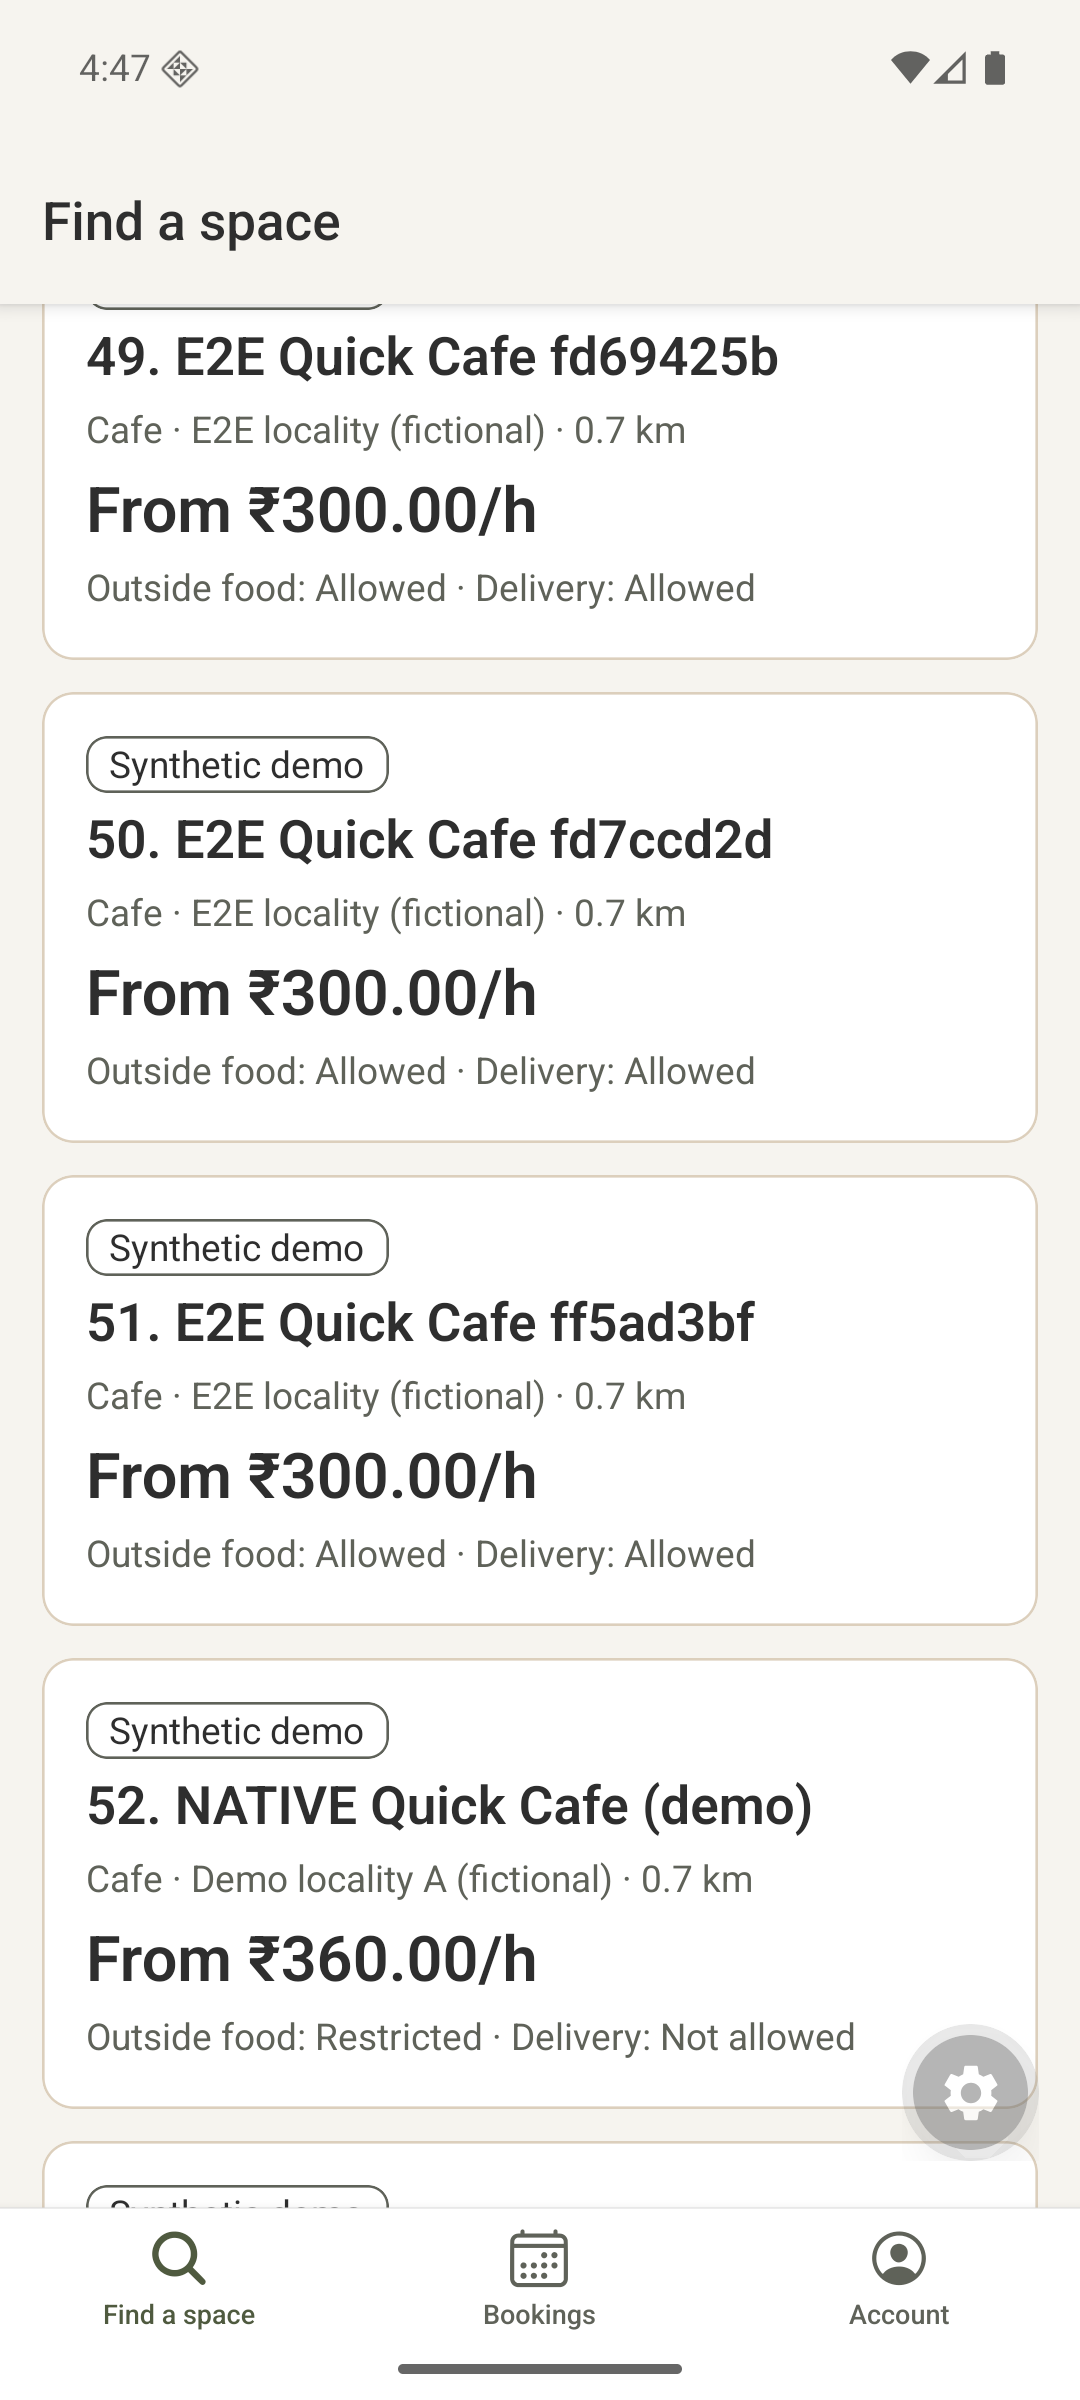 4:47
Find a space
49. E2E Quick Cafe fd69425b
Cafe · E2E locality (fictional) · 0.7 km
From ₹300.00/h
Outside food: Allowed · Delivery: Allowed
Synthetic demo
50. E2E Quick Cafe fd7ccd2d
Cafe · E2E locality (fictional) · 0.7 km
From ₹300.00/h
Outside food: Allowed · Delivery: Allowed
Synthetic demo
51. E2E Quick Cafe ff5ad3bf
Cafe · E2E locality (fictional) · 0.7 km
From ₹300.00/h
Outside food: Allowed · Delivery: Allowed
Synthetic demo
52. NATIVE Quick Cafe (demo)
Cafe · Demo locality A (fictional) · 0.7 km
From ₹360.00/h
Outside food: Restricted · Delivery: Not allowed
Synthetic demo
Find a space
Bookings
Account